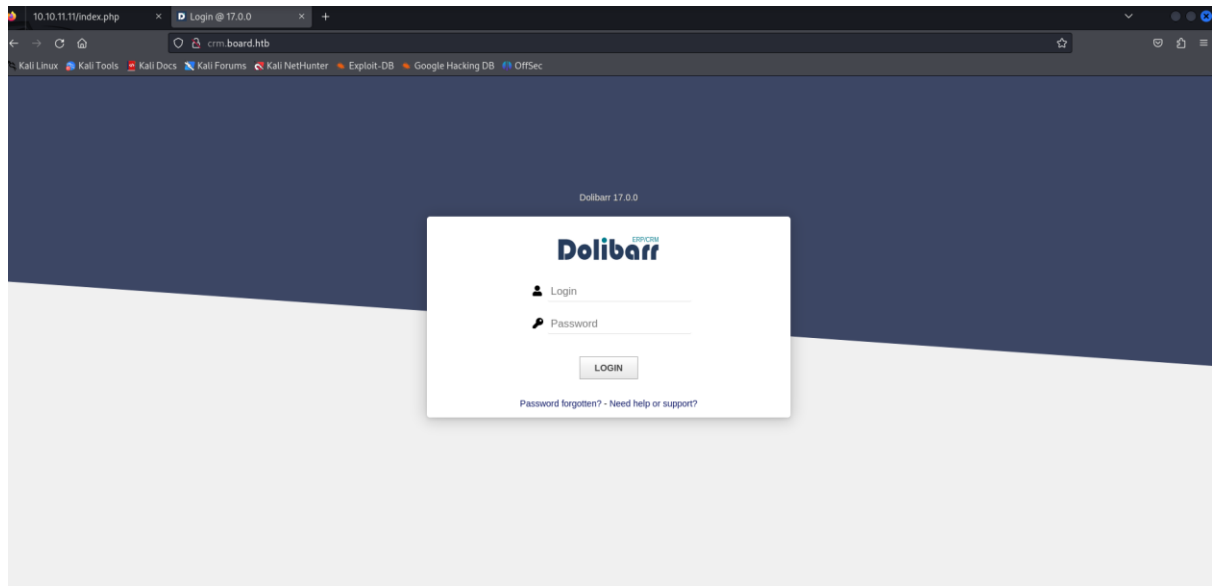 10.10.11.11/index.php × Login @ 17.0.0 × +
crm.board.htb
Kali Linux Kali Tools Kali Docs Kali Forums Kali NetHunter Exploit-DB Google Hacking DB OffSec
Dolibarr 17.0.0
ERP/CRM
Dolibarr
Login
Password
LOGIN
Password forgotten? - Need help or support?